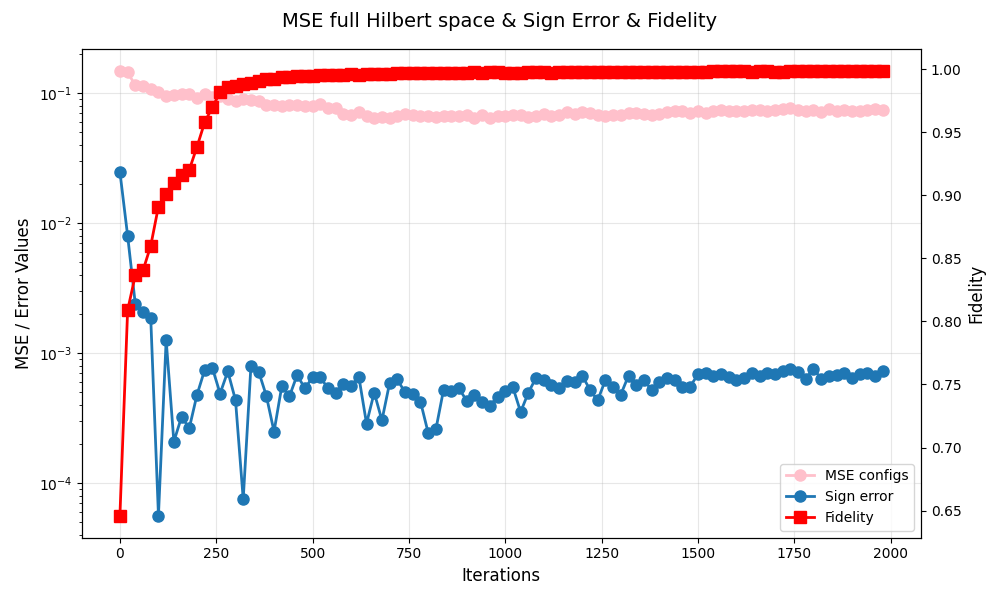 MSE full Hilbert space & Sign Error & Fidelity
MSE / Error Values
10⁻¹
10⁻²
10⁻³
10⁻⁴
1.00
0.95
0.90
0.85
0.80
0.75
0.70
0.65
Fidelity
MSE configs
Sign error
Fidelity
0 250 500 750 1000 1250 1500 1750 2000
Iterations